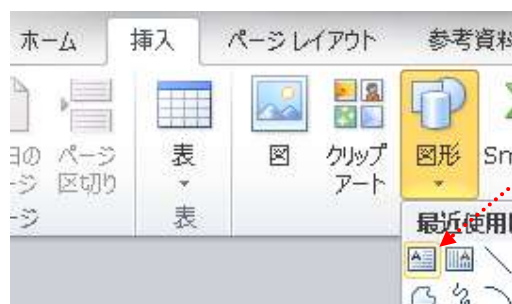 ホーム 挿入 ページ レイアウト 参考資料
表 図 クリップ アート 図形 Sm
ページ 区切り
表
最近使用